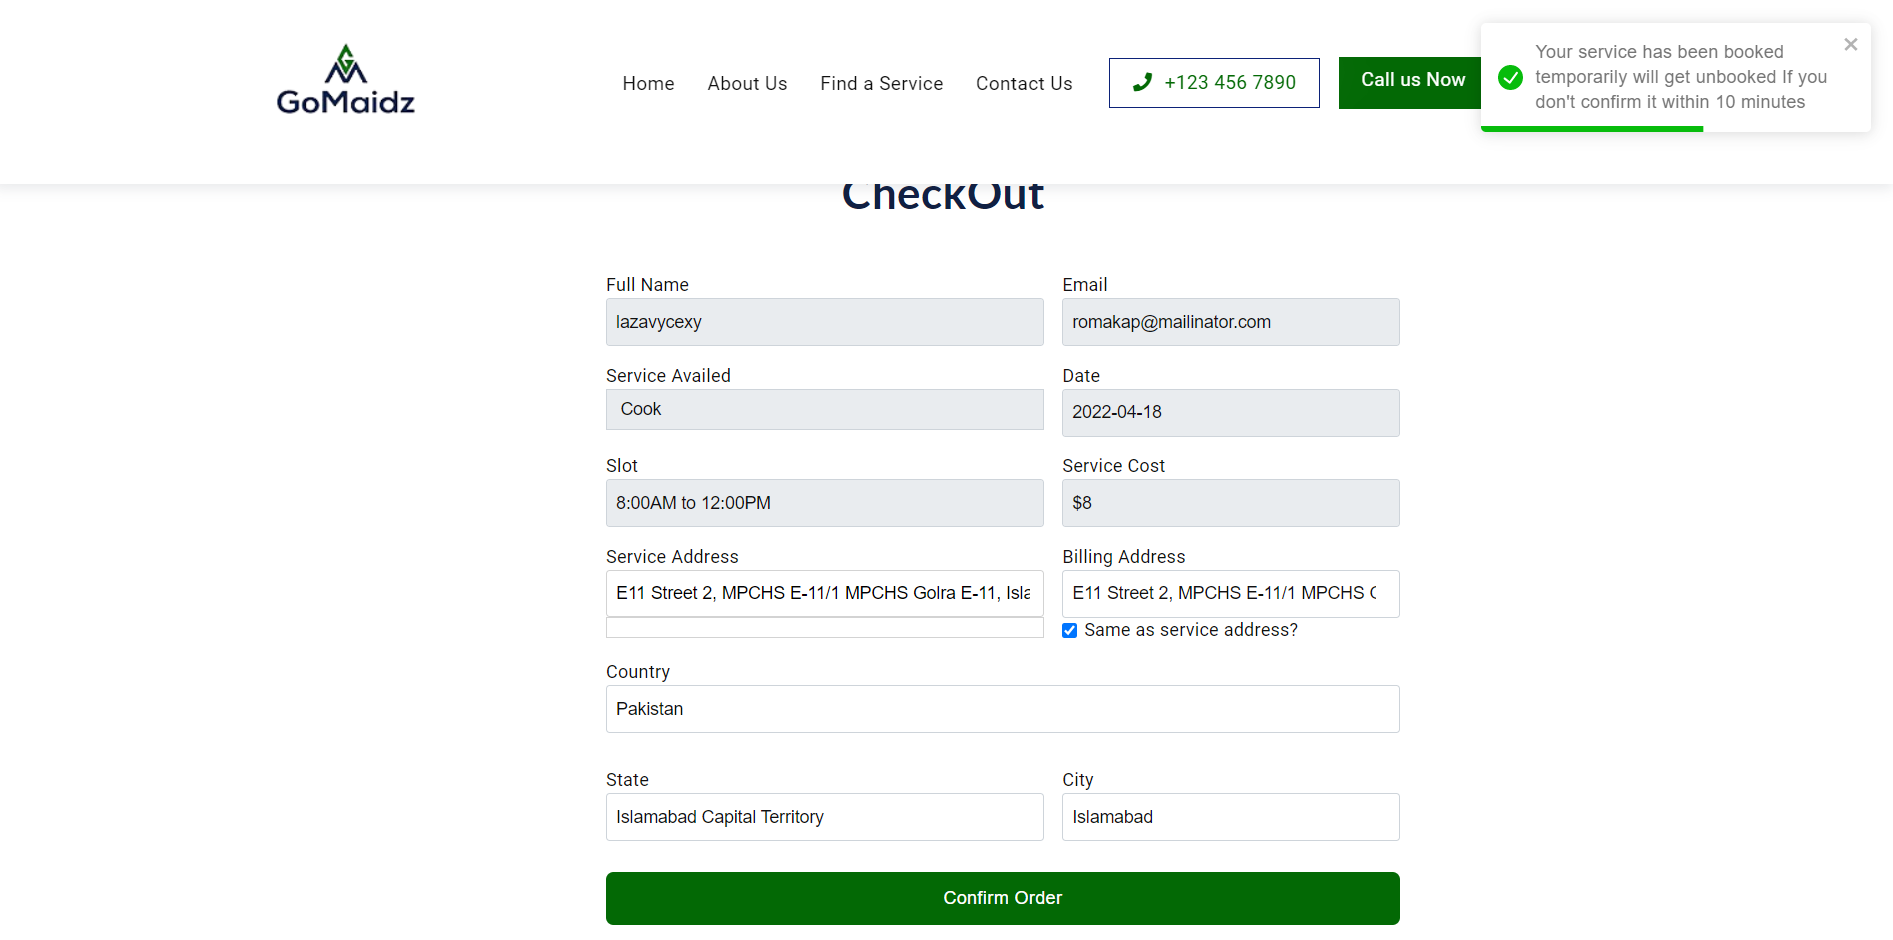 GoMaidz
Home About Us Find a Service Contact Us +123 456 7890 Call us Now
Your service has been booked
temporarily will get unbooked If you
don't confirm it within 10 minutes
CheckOut
Full Name Email
lazavycexy romakap@mailinator.com
Service Availed Date
Cook 2022-04-18
Slot Service Cost
8:00AM to 12:00PM $8
Service Address Billing Address
E11 Street 2, MPCHS E-11/1 MPCHS Golra E-11, Isla E11 Street 2, MPCHS E-11/1 MPCHS
Same as service address?
Country
Pakistan
State City
Islamabad Capital Territory Islamabad
Confirm Order